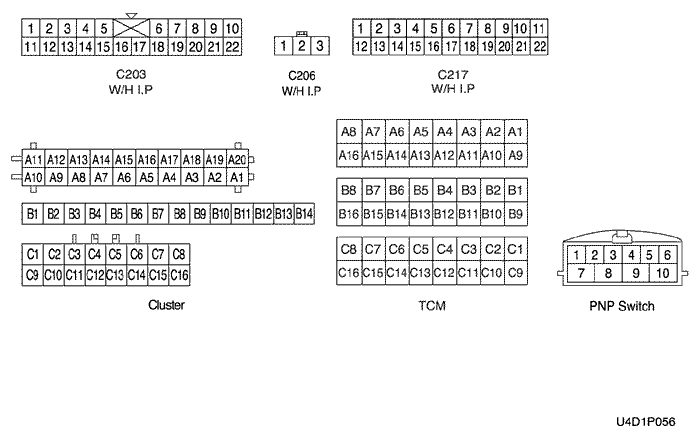 1 2 3 4 5 6 7 8 9 10
11 12 13 14 15 16 17 18 19 20 21 22
C203
W/H I.P
1 2 3
C206
W/H I.P
1 2 3 4 5 6 7 8 9 10 11
12 13 14 15 16 17 18 19 20 21 22
C217
W/H I.P
A11 A12 A13 A14 A15 A16 A17 A18 A19 A20
A10 A9 A8 A7 A6 A5 A4 A3 A2 A1
B1 B2 B3 B4 B5 B6 B7 B8 B9 B10 B11 B12 B13 B14
C1 C2 C3 C4 C5 C6 C7 C8
C9 C10 C11 C12 C13 C14 C15 C16
Cluster
A8 A7 A6 A5 A4 A3 A2 A1
A16 A15 A14 A13 A12 A11 A10 A9
B8 B7 B6 B5 B4 B3 B2 B1
B16 B15 B14 B13 B12 B11 B10 B9
C8 C7 C6 C5 C4 C3 C2 C1
C16 C15 C14 C13 C12 C11 C10 C9
TCM
1 2 3 4 5 6
7 8 9 10
PNP Switch
U4D1P056